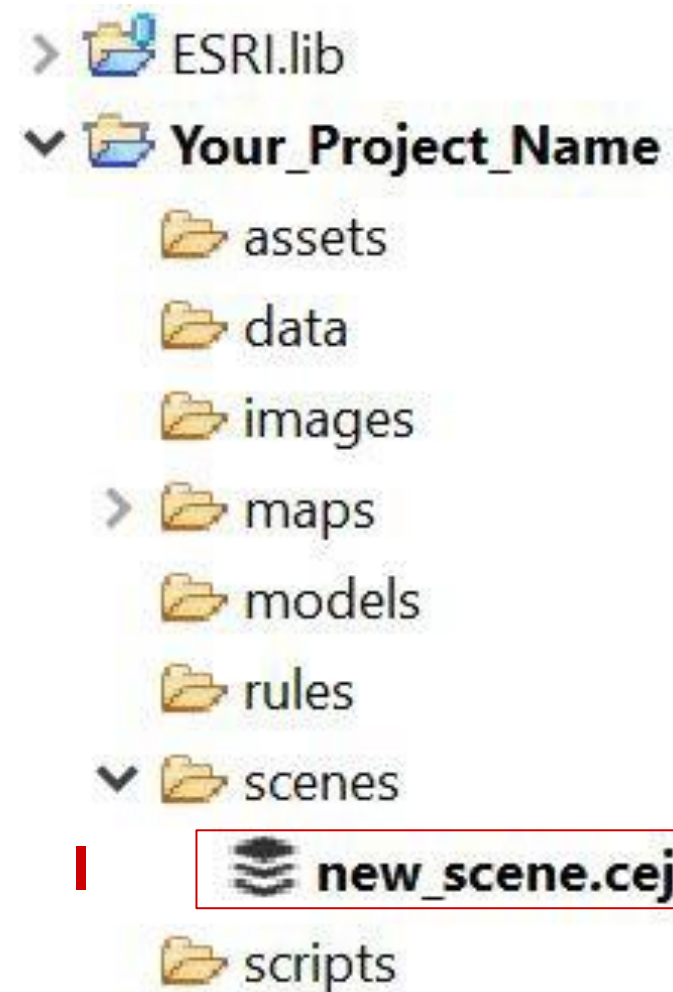 ESRI.lib
Your_Project_Name
assets
data
images
maps
models
rules
scenes
new_scene.cej
scripts